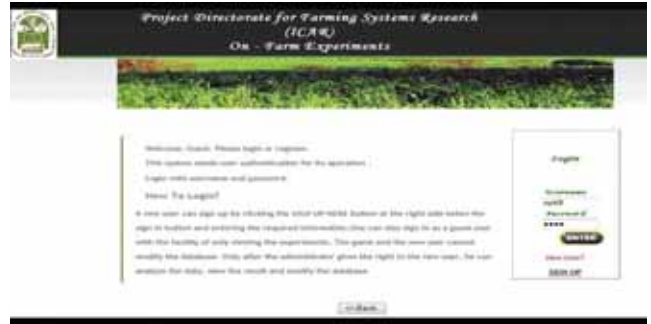 Project Directorate for Farming Systems Research
(ICAR)
On - Farm Experiments
Welcome, Guest. Please login or register.
This system needs user authentication for its operation
Login with username and password
How To Login?
A new user can sign up by clicking the SIGN UP HERE button at the right side below the
sign in button and entering the required information. One can also sign in as a guest user
with the facility of only viewing the experiments. The guest and the new user cannot
modify the database. Only after the administrator gives the right to the new user, he can
analyze the data, view the result and modify the database
Login
Username
Password
****
ENTER
New User?
SIGN UP
<<Back